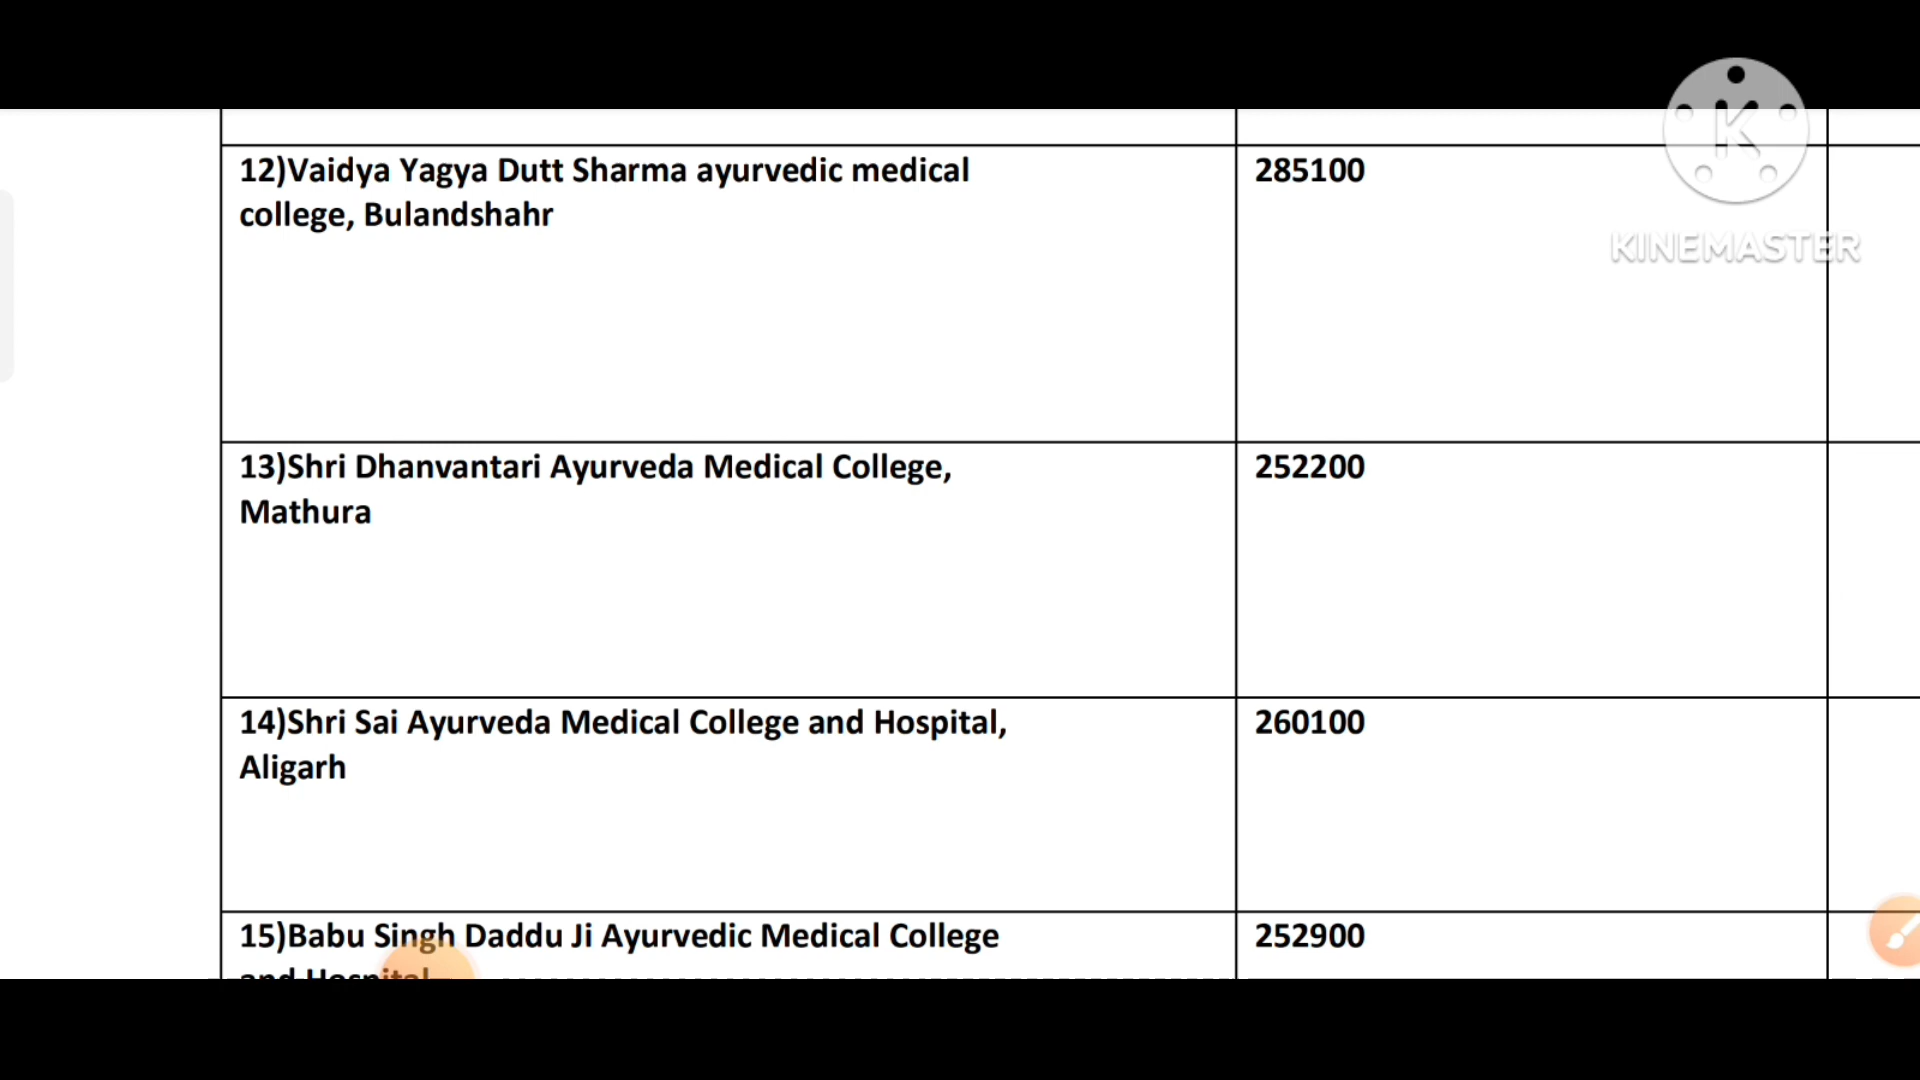 12)Vaidya Yagya Dutt Sharma ayurvedic medical
college, Bulandshahr
285100
K
KINEMASTER
13)Shri Dhanvantari Ayurveda Medical College,
Mathura
252200
14)Shri Sai Ayurveda Medical College and Hospital,
Aligarh
260100
15)Babu Singh Daddu Ji Ayurvedic Medical College
and Hospital
252900